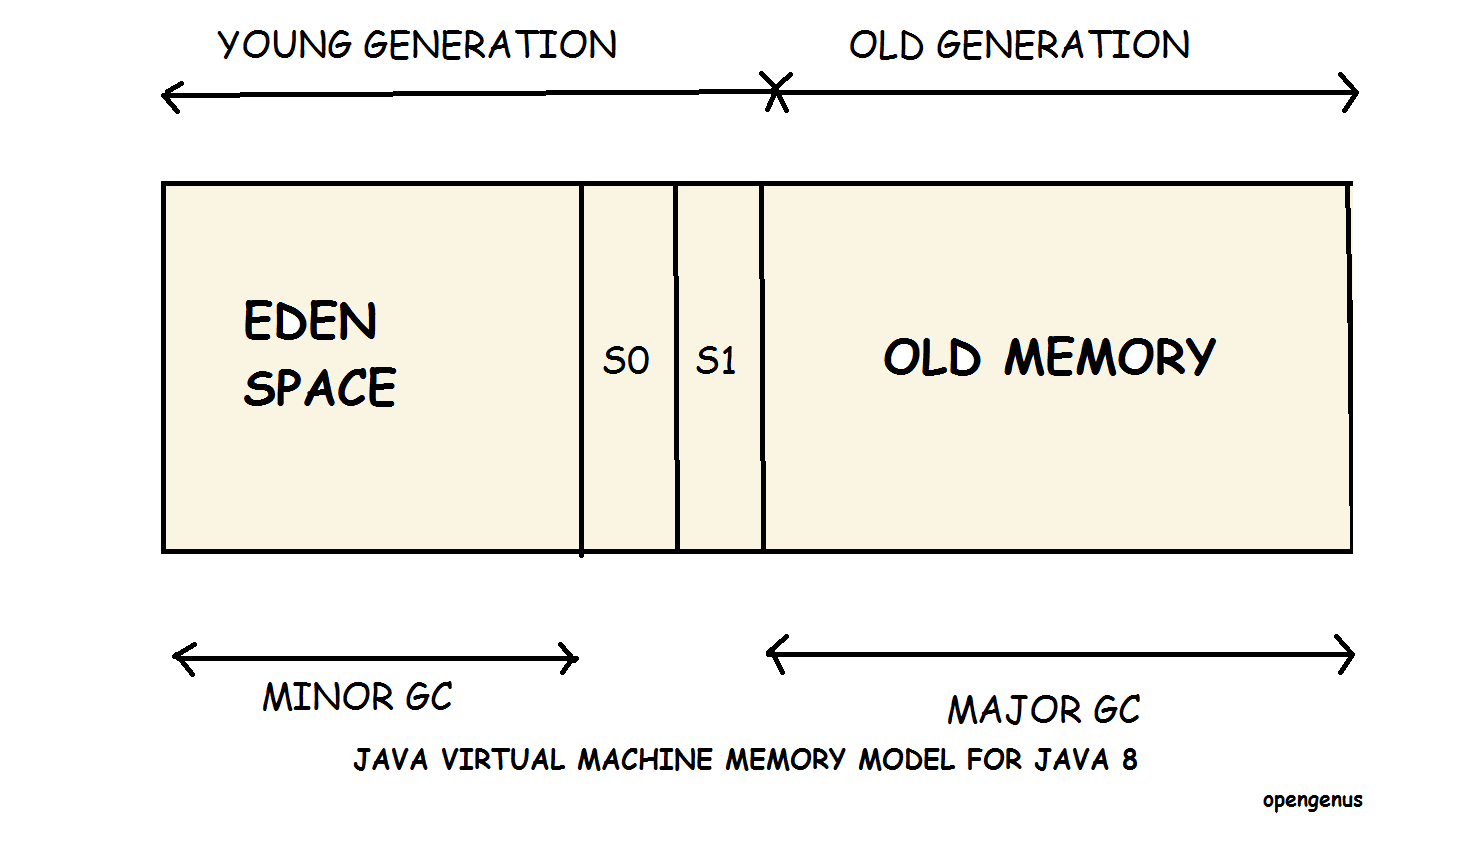 YOUNG GENERATION
OLD GENERATION
EDEN
SPACE
S0
S1
OLD MEMORY
MINOR GC
MAJOR GC
JAVA VIRTUAL MACHINE MEMORY MODEL FOR JAVA 8
opengenus